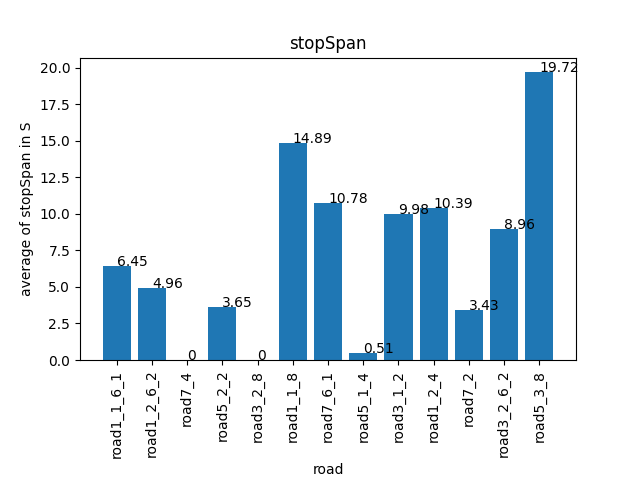 stopSpan
average of stopSpan in S
20.0
17.5
15.0
12.5
10.0
7.5
5.0
2.5
0.0
6.45
4.96
0
3.65
0
14.89
10.78
0.51
9.98
10.39
3.43
8.96
19.72
road1_1_6_1
road1_2_6_2
road7_4
road5_2_2
road3_2_8
road1_1_8
road7_6_1
road5_1_4
road3_1_2
road1_2_4
road7_2
road3_2_6_2
road5_3_8
road